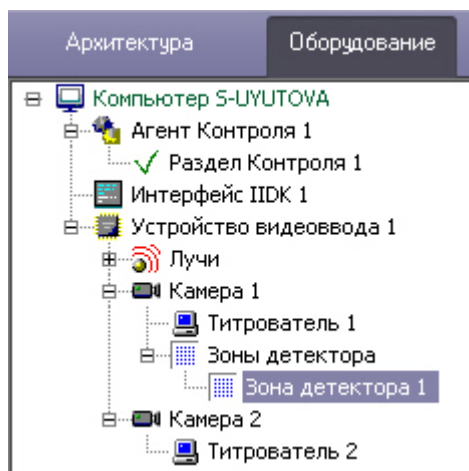 Архитектура Оборудование
Компьютер S-UYUTOVA
Агент Контроля 1
Раздел Контроля 1
Интерфейс IIDK 1
Устройство видеоввода 1
Лучи
Камера 1
Титрователь 1
Зоны детектора
Зона детектора 1
Камера 2
Титрователь 2